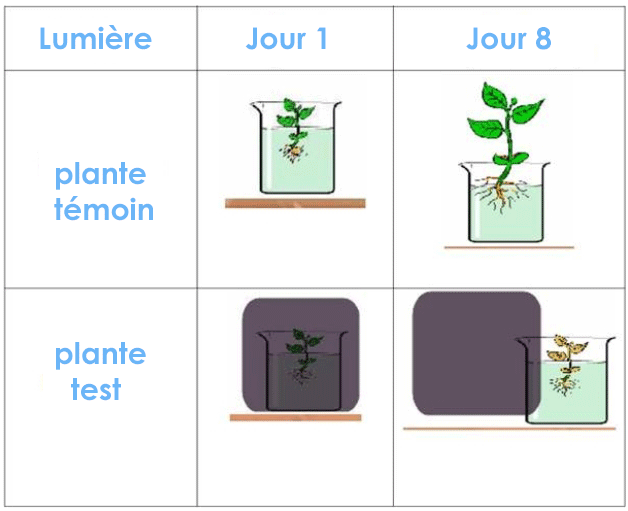 Lumière
Jour 1
Jour 8
plante
témoin
plante
test